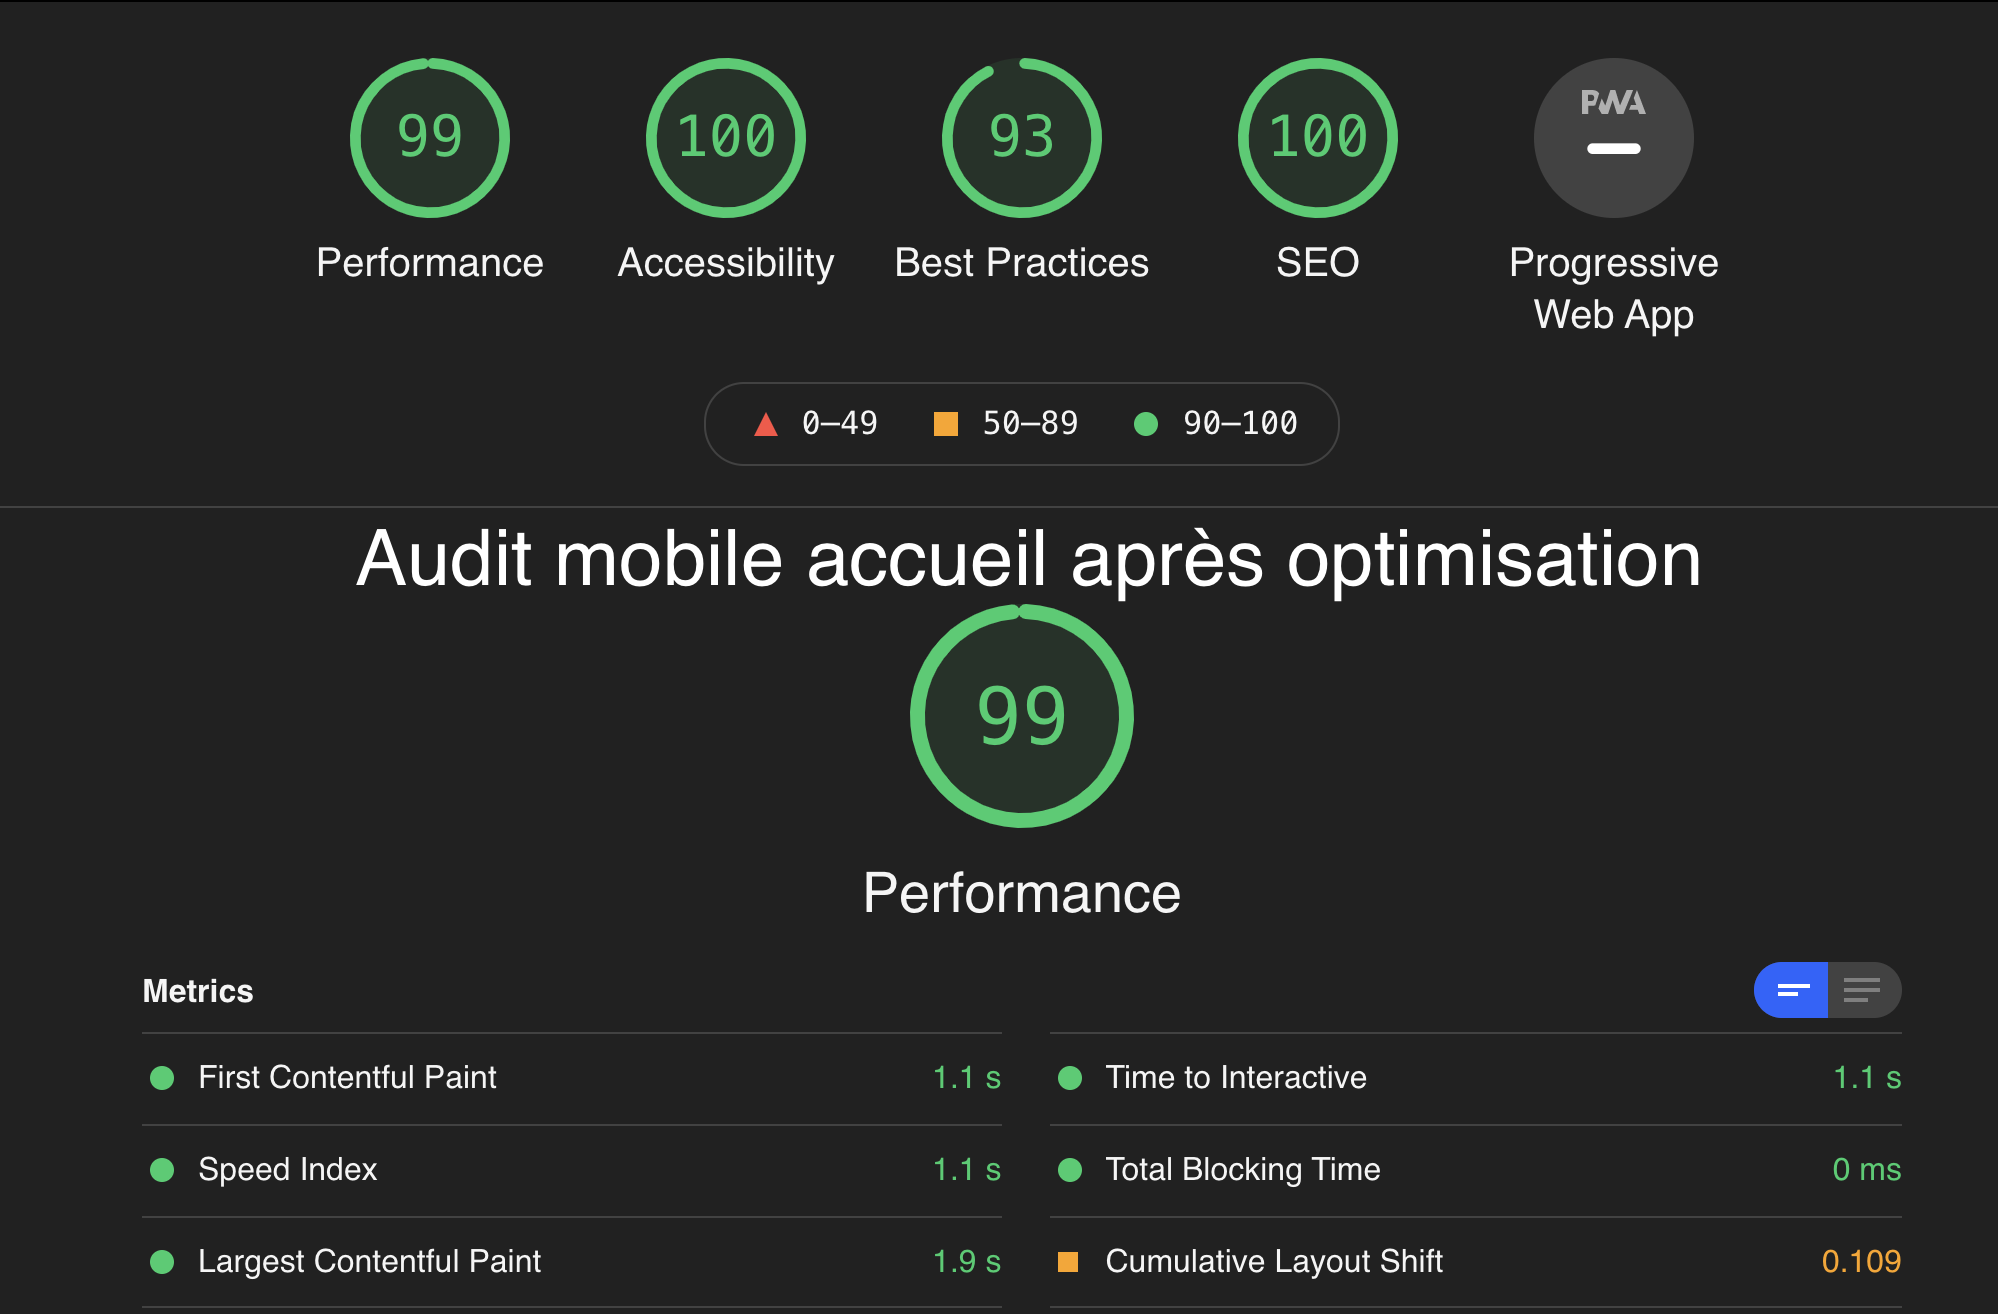 99
100
93
100
PWA
Performance
Accessibility
Best Practices
SEO
Progressive
Web App
0–49
50–89
90–100
Audit mobile accueil après optimisation
99
Performance
Metrics
First Contentful Paint 1.1 s
Time to Interactive 1.1 s
Speed Index 1.1 s
Total Blocking Time 0 ms
Largest Contentful Paint 1.9 s
Cumulative Layout Shift 0.109